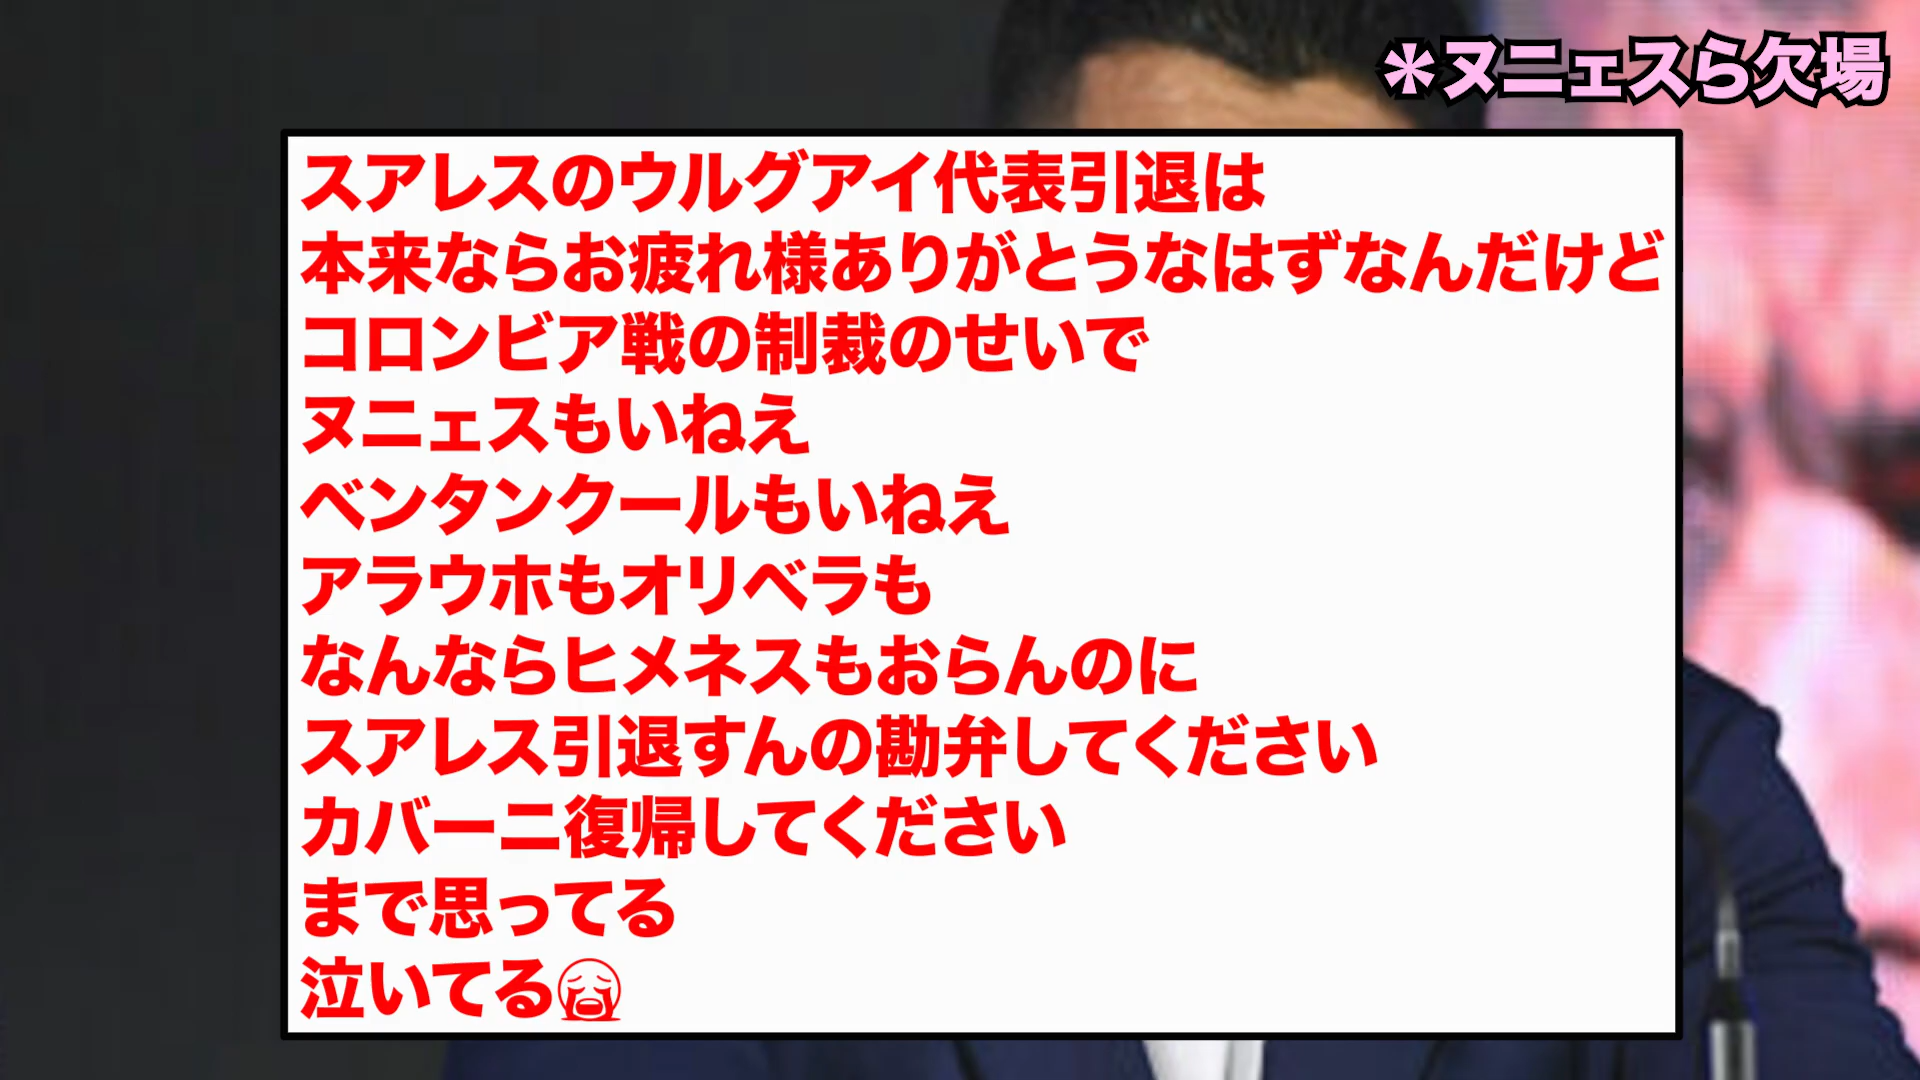 *ヌニェスら欠場
スアレスのウルグアイ代表引退は
本来ならお疲れ様ありがとうなはずなんだけど
コロンビア戦の制裁のせいで
ヌニェスもいねえ
ベンタンクールもいねえ
アラウホもオリベラも
なんならヒメネスもおらんのに
スアレス引退すんの勘弁してください
カバーニ復帰してください
まで思ってる
泣いてる😭